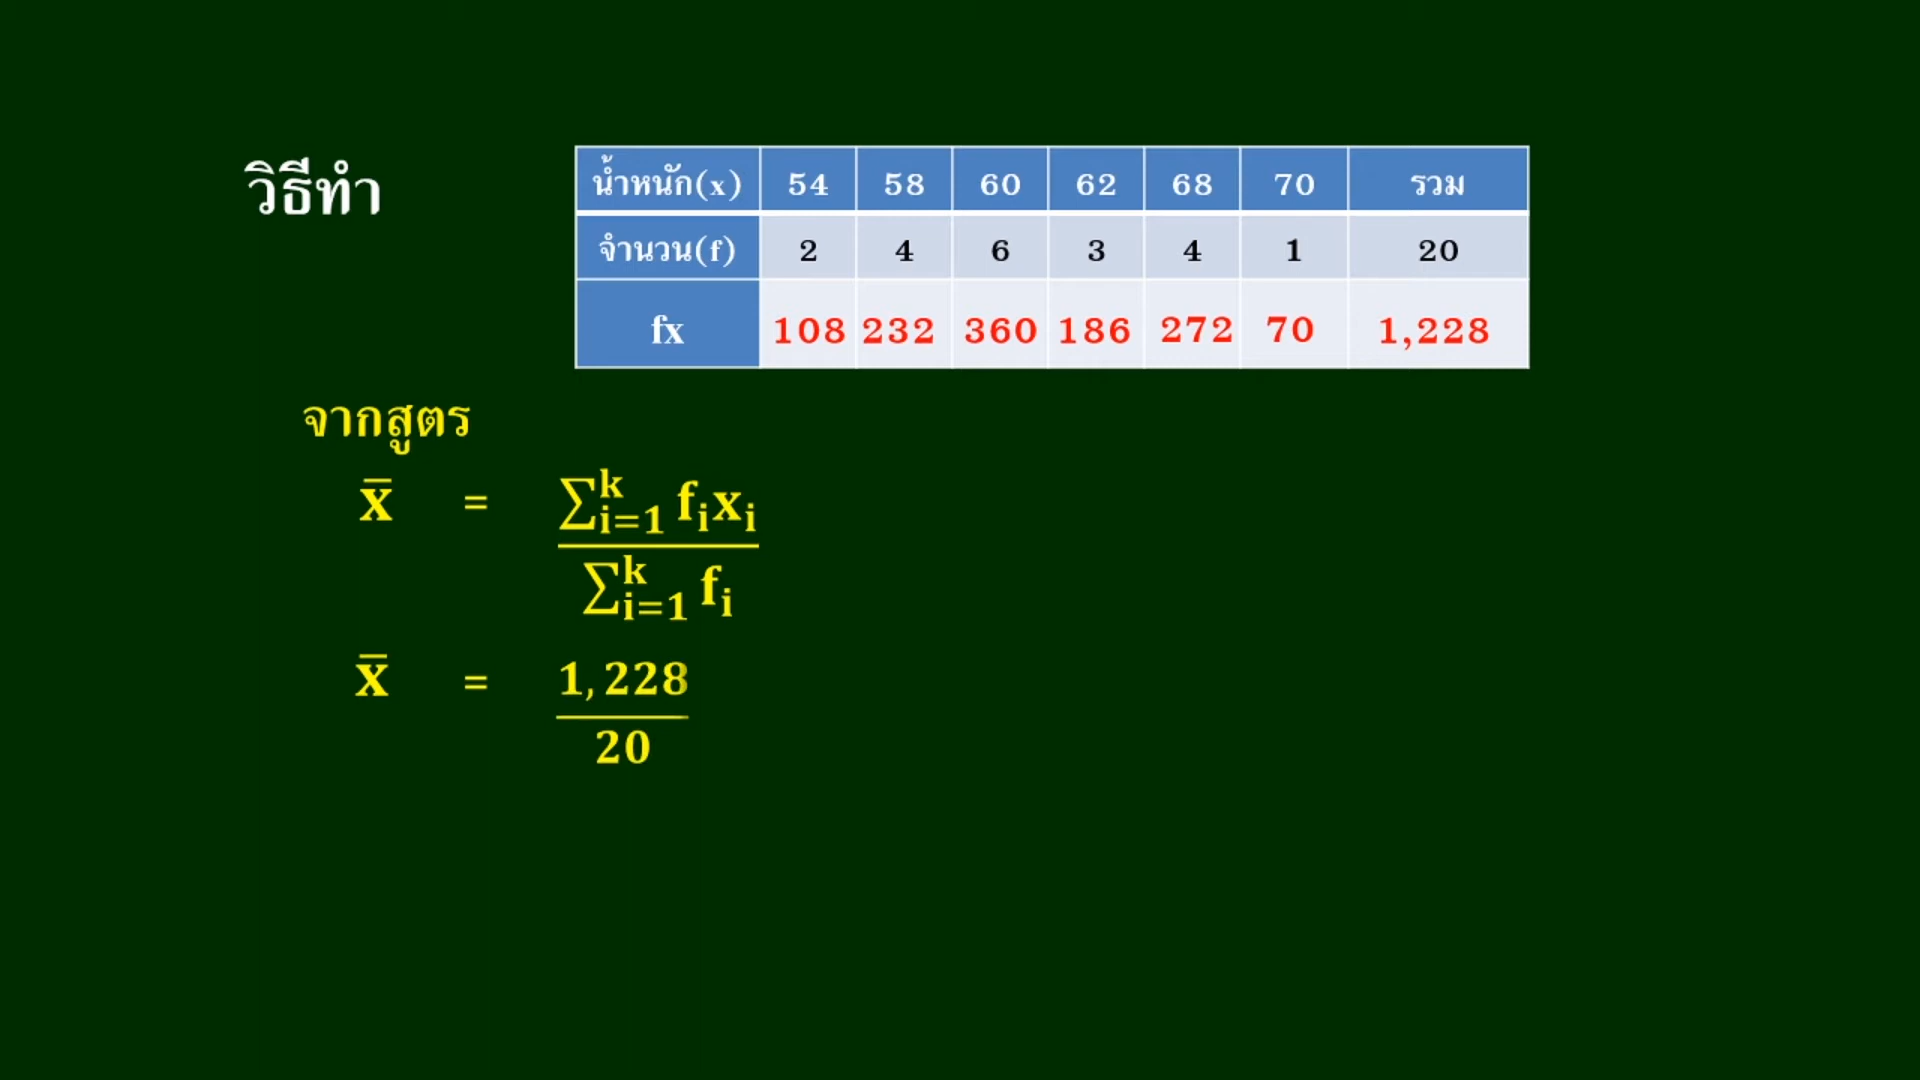 วิธีทำ
น้ำหนัก(x) 54 58 60 62 68 70 รวม
จำนวน(f) 2 4 6 3 4 1 20
fx 108 232 360 186 272 70 1,228
จากสูตร
x̄ = ∑ᵏᵢ₌₁ fᵢxᵢ
∑ᵏᵢ₌₁ fᵢ
x̄ = 1,228
20